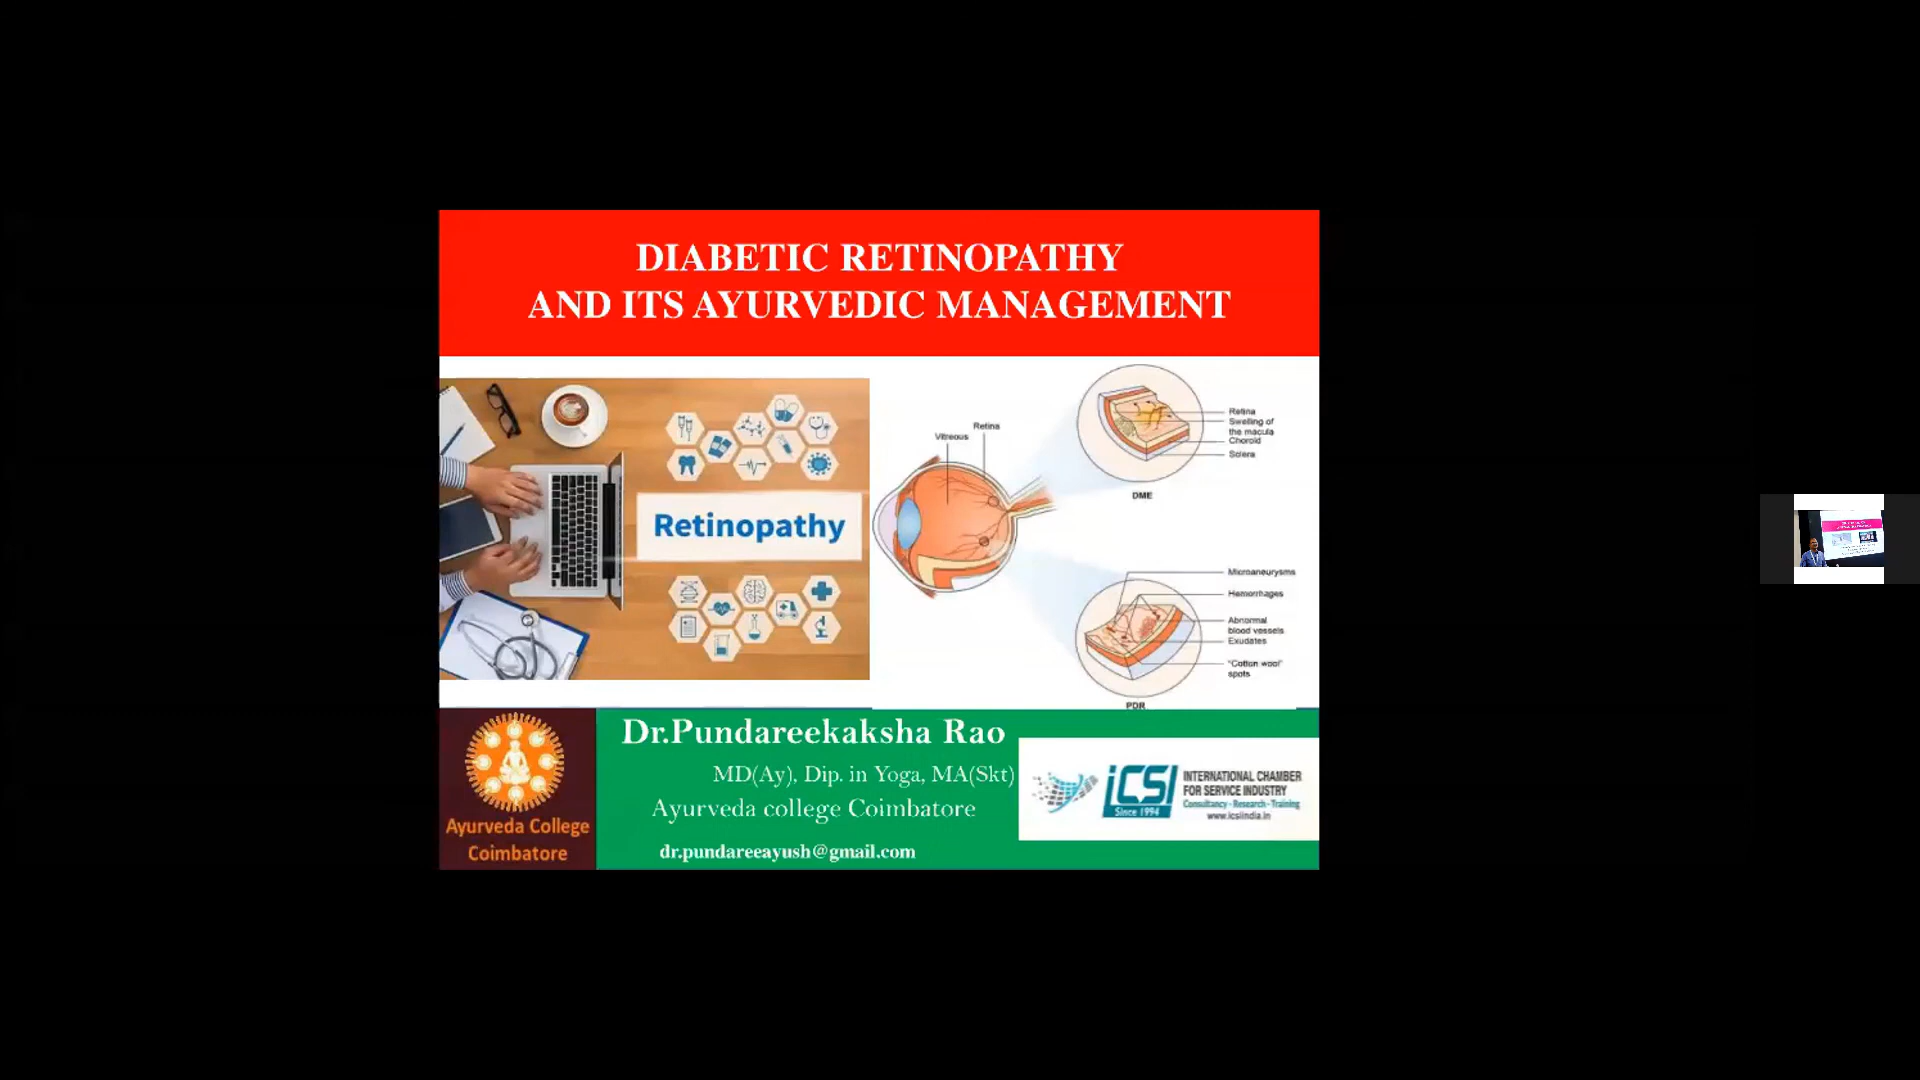 DIABETIC RETINOPATHY
AND ITS AYURVEDIC MANAGEMENT
Retinopathy
Vitreous
Retina
Retina
Swelling of
the macula
Choroid
Sclera
DME
Microaneurysms
Hemorrhages
Abnormal
blood vessels
Exudates
"Cotton wool"
spots
PDR
Ayurveda College
Coimbatore
Dr.Pundareekaksha Rao
MD(Ay), Dip. in Yoga, MA(Skt)
Ayurveda college Coimbatore
dr.pundareeayush@gmail.com
iCSI
Since 1994
INTERNATIONAL CHAMBER
FOR SERVICE INDUSTRY
Consultancy - Research - Training
www.icsiindia.in